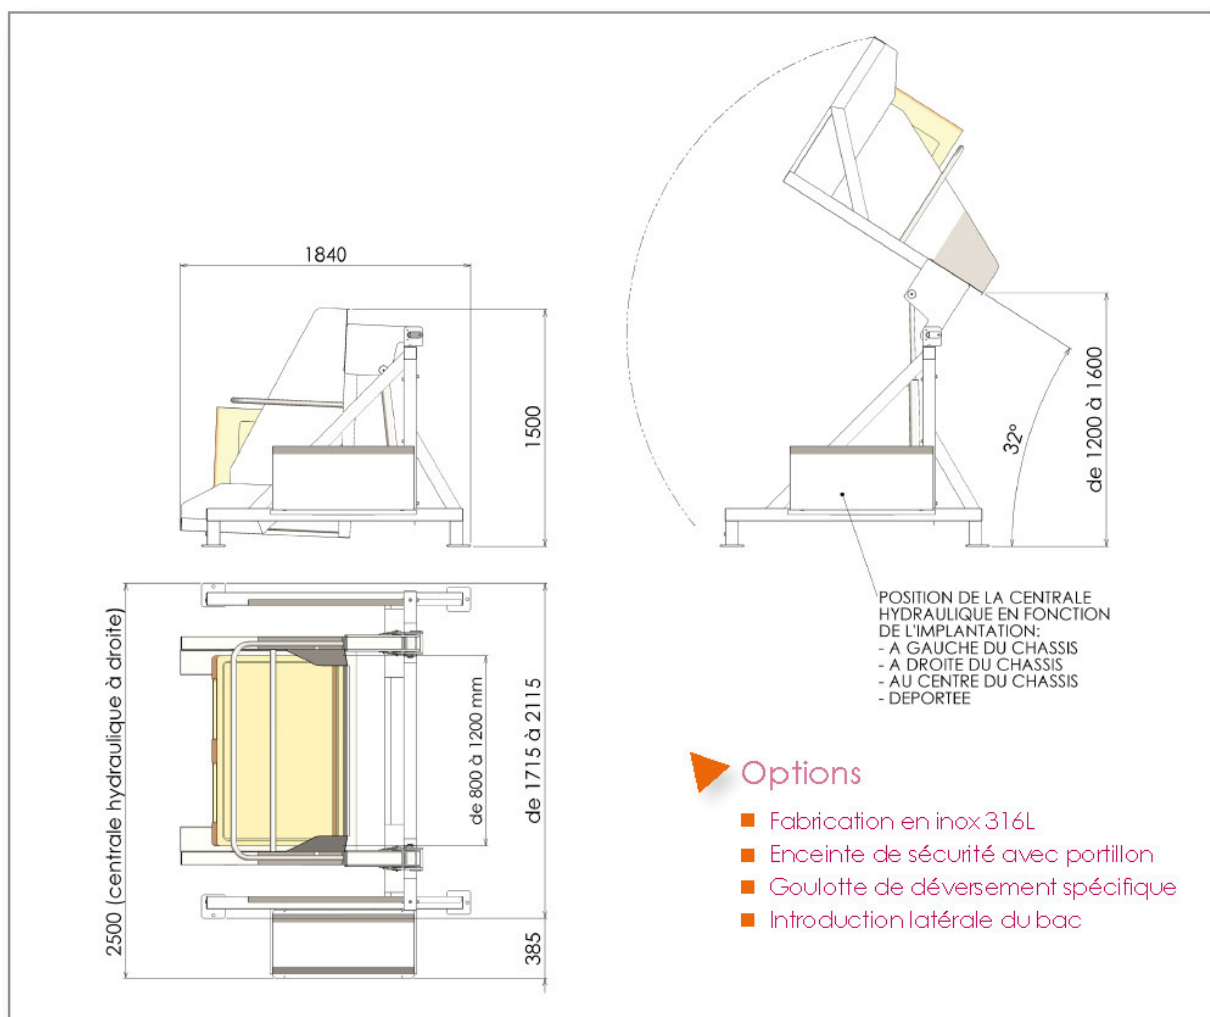 1840
1500
32°
de 1200 à 1600
POSITION DE LA CENTRALE
HYDRAULIQUE EN FONCTION
DE L'IMPLANTATION:
- A GAUCHE DU CHASSIS
- A DROITE DU CHASSIS
- AU CENTRE DU CHASSIS
- DEPORTEE
2500 (centrale hydraulique à droite)
de 800 à 1200 mm
de 1715 à 2115
385
Options
Fabrication en inox 316L
Enceinte de sécurité avec portillon
Goulotte de déversement spécifique
Introduction latérale du bac